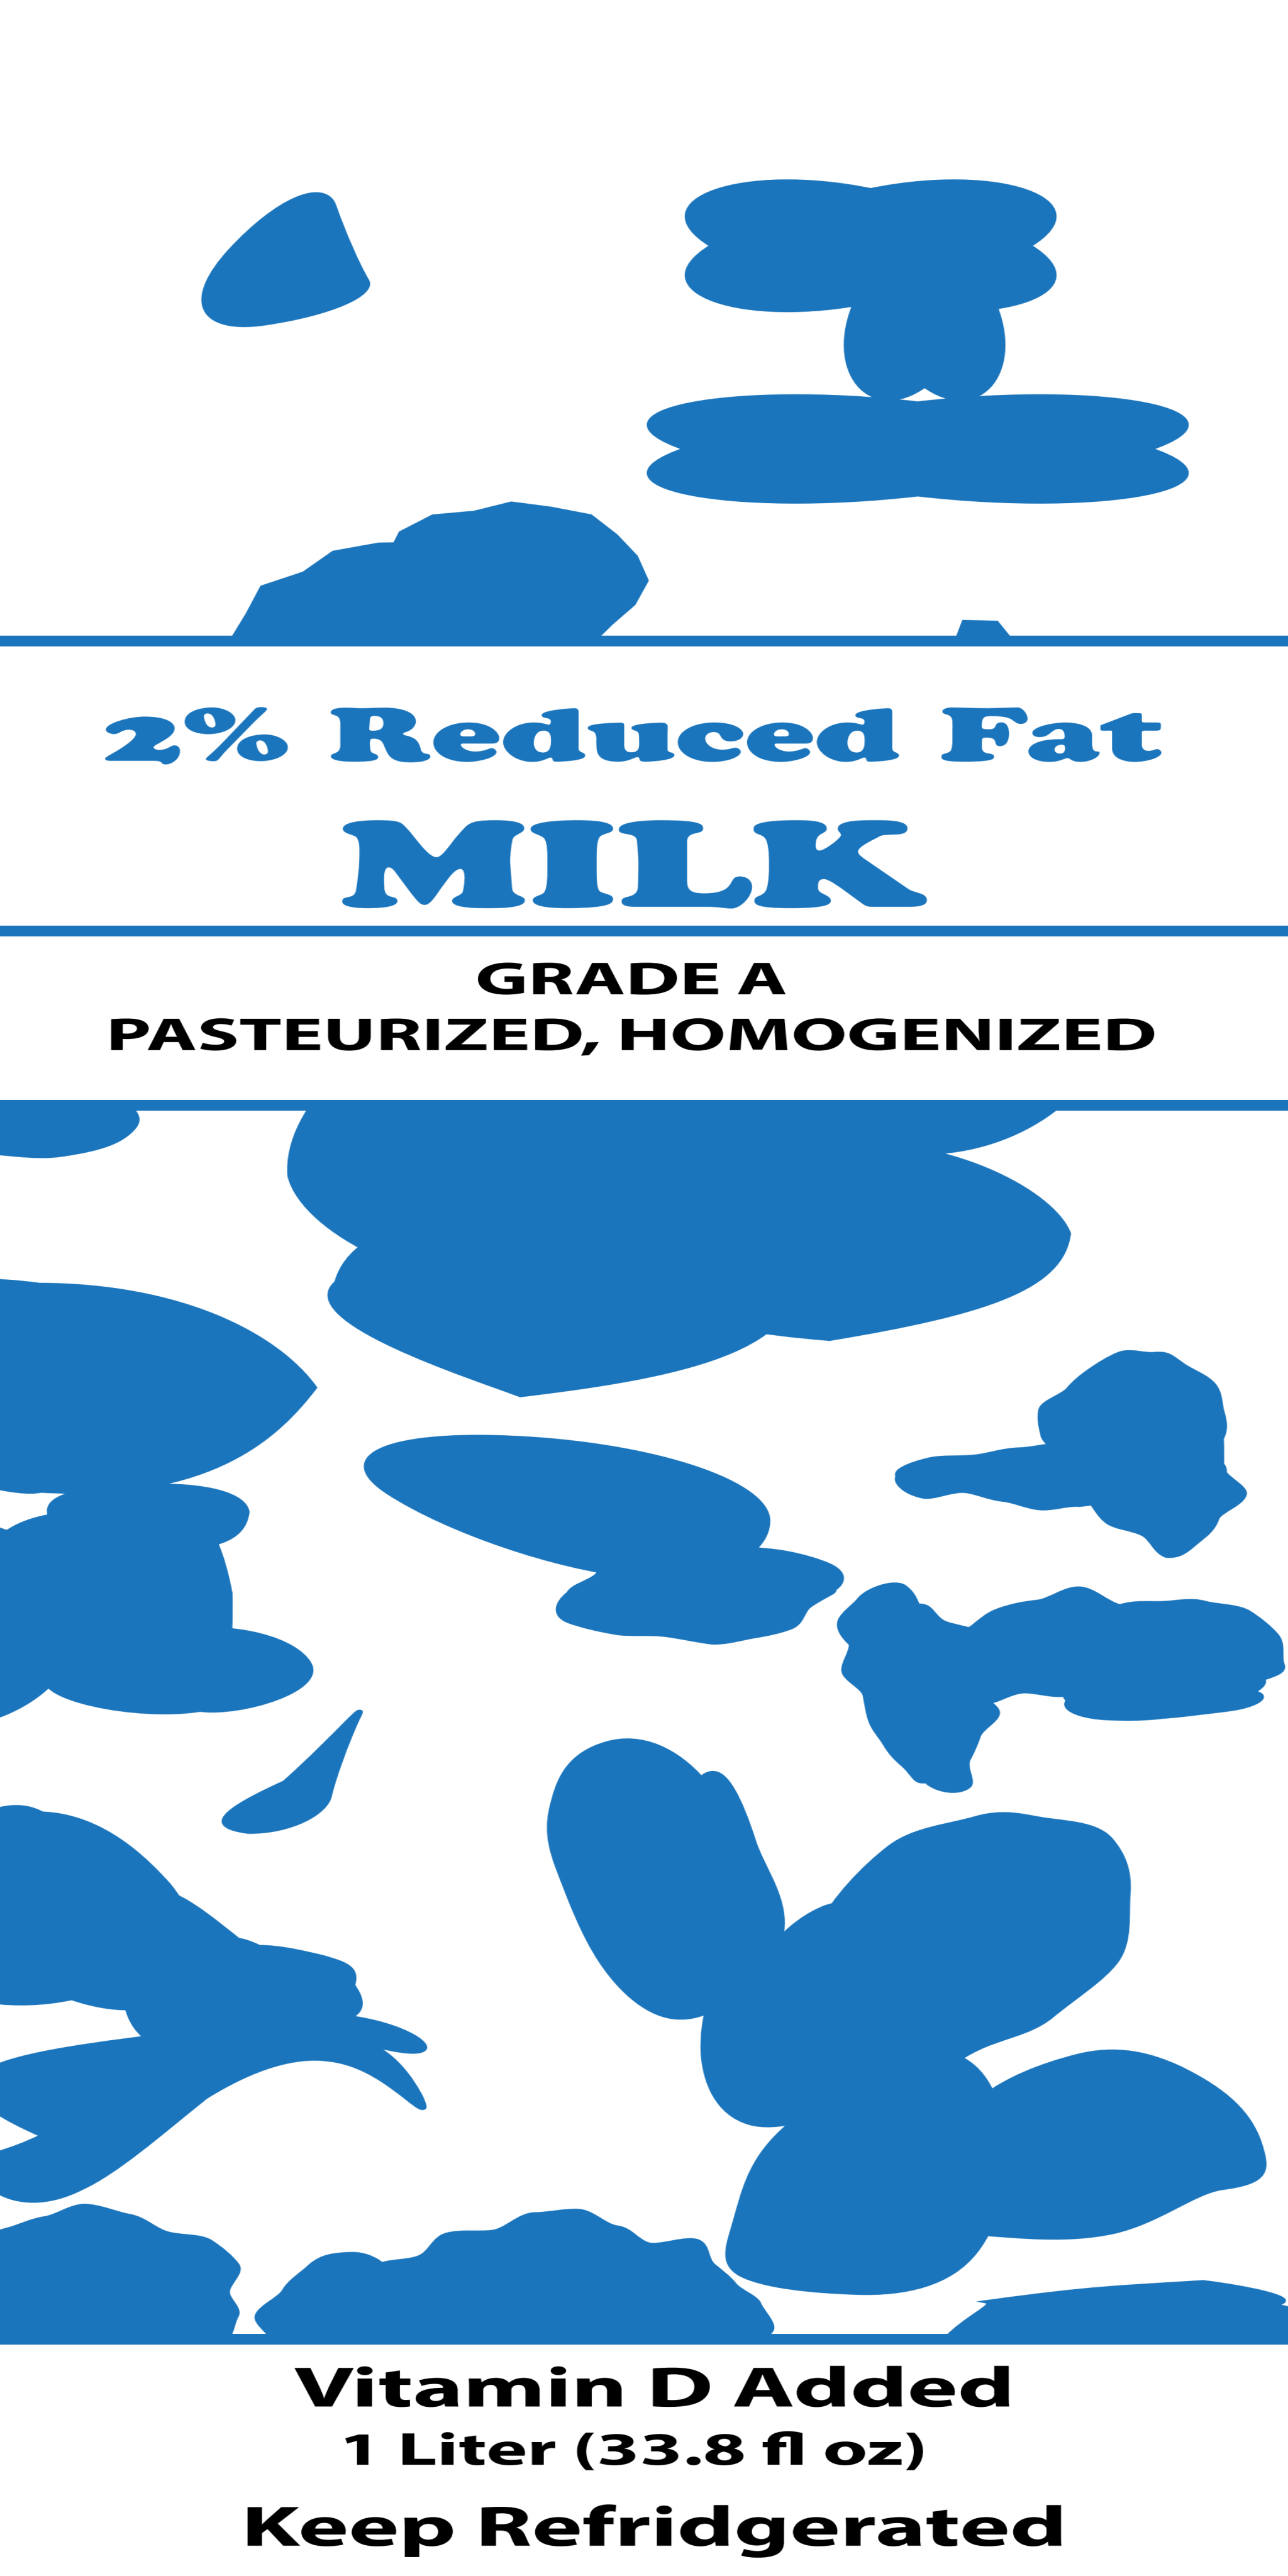 2% Reduced Fat
MILK
GRADE A
PASTEURIZED, HOMOGENIZED
Vitamin D Added
1 Liter (33.8 fl oz)
Keep Refridgerated